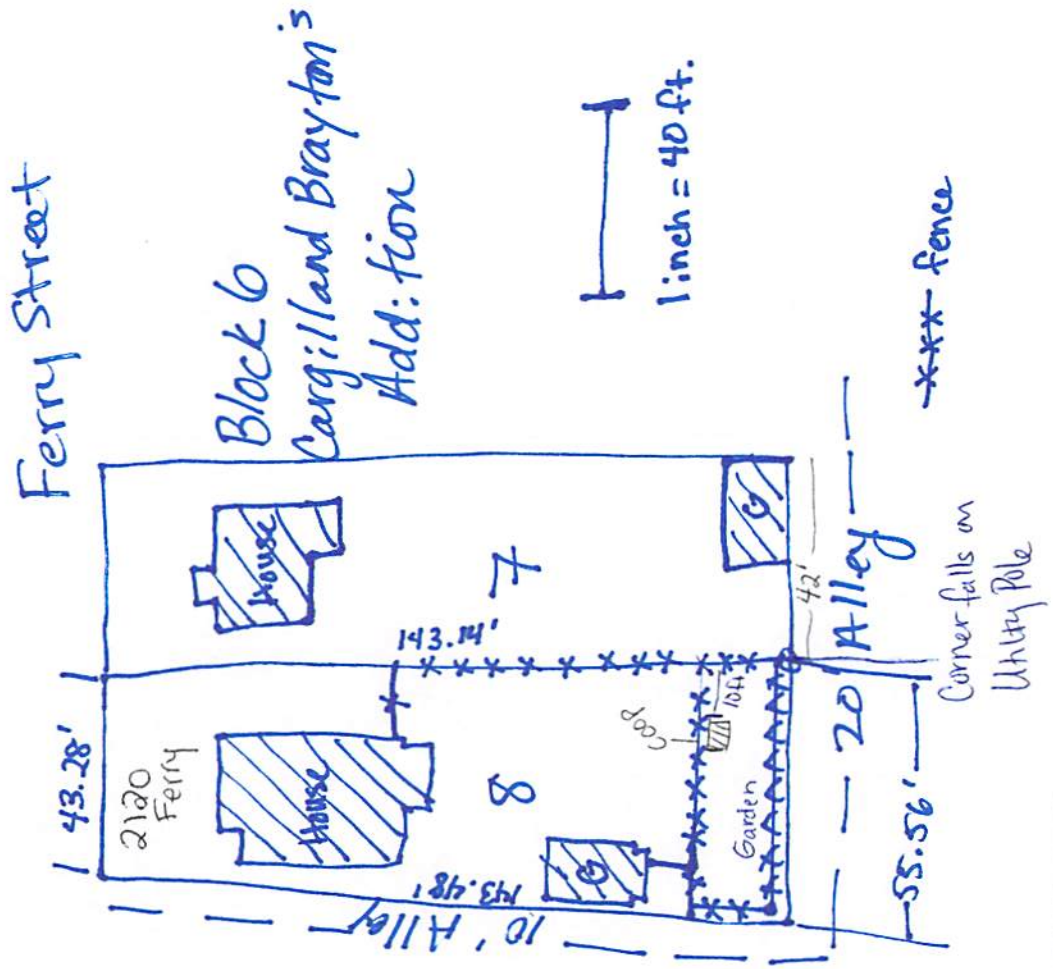 Ferry Street
Block 6
Cargill and Brayton's
Addition
43.28'
2120
Ferry
House
House
143.14'
7
8
143.48'
10' Alley
G
G
Coop
10ft
Garden
42'
20 Alley
55.56'
Corner falls on
Utility Pole
1 inch = 40 ft.
xxx fence